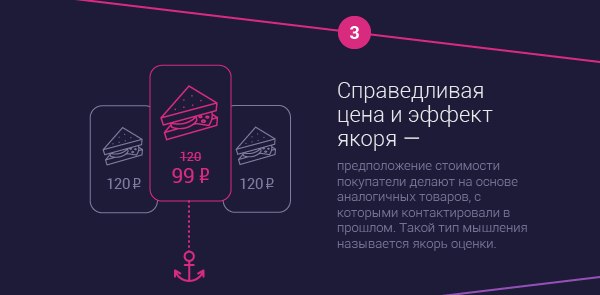 3
Справедливая
цена и эффект
якоря —
предположение стоимости
покупатели делают на основе
аналогичных товаров, с
которыми контактировали в
прошлом. Такой тип мышления
называется якорь оценки.
120 ₽
120
99 ₽
120 ₽